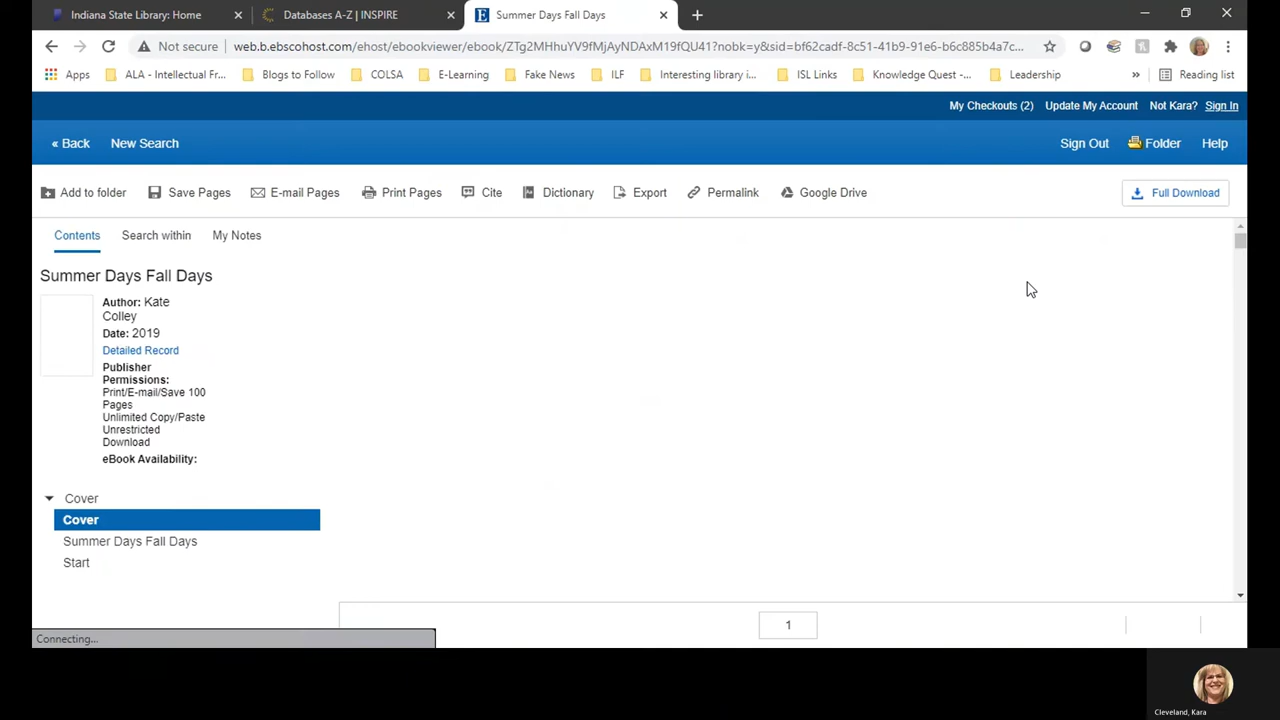 Indiana State Library: Home
Databases A-Z | INSPIRE
Summer Days Fall Days
Not secure
web.b.ebscohost.com/ehost/ebookviewer/ebook/ZTg2MHhuYV9fMjAyNDAxM19fQU41?nobk=y&sid=bf62cadf-8c51-41b9-91e6-b6c885b4a7c...
Apps
ALA - Intellectual Fr...
Blogs to Follow
COLSA
E-Learning
Fake News
ILF
Interesting library i...
ISL Links
Knowledge Quest -...
Leadership
»
Reading list
My Checkouts (2)
Update My Account
Not Kara?
Sign In
« Back
New Search
Sign Out
Folder
Help
Add to folder
Save Pages
E-mail Pages
Print Pages
Cite
Dictionary
Export
Permalink
Google Drive
Full Download
Contents
Search within
My Notes
Summer Days Fall Days
Author: Kate
Colley
Date: 2019
Detailed Record
Publisher
Permissions:
Print/E-mail/Save 100
Pages
Unlimited Copy/Paste
Unrestricted
Download
eBook Availability:
Cover
Cover
Summer Days Fall Days
Start
1
Connecting...
Cleveland, Kara